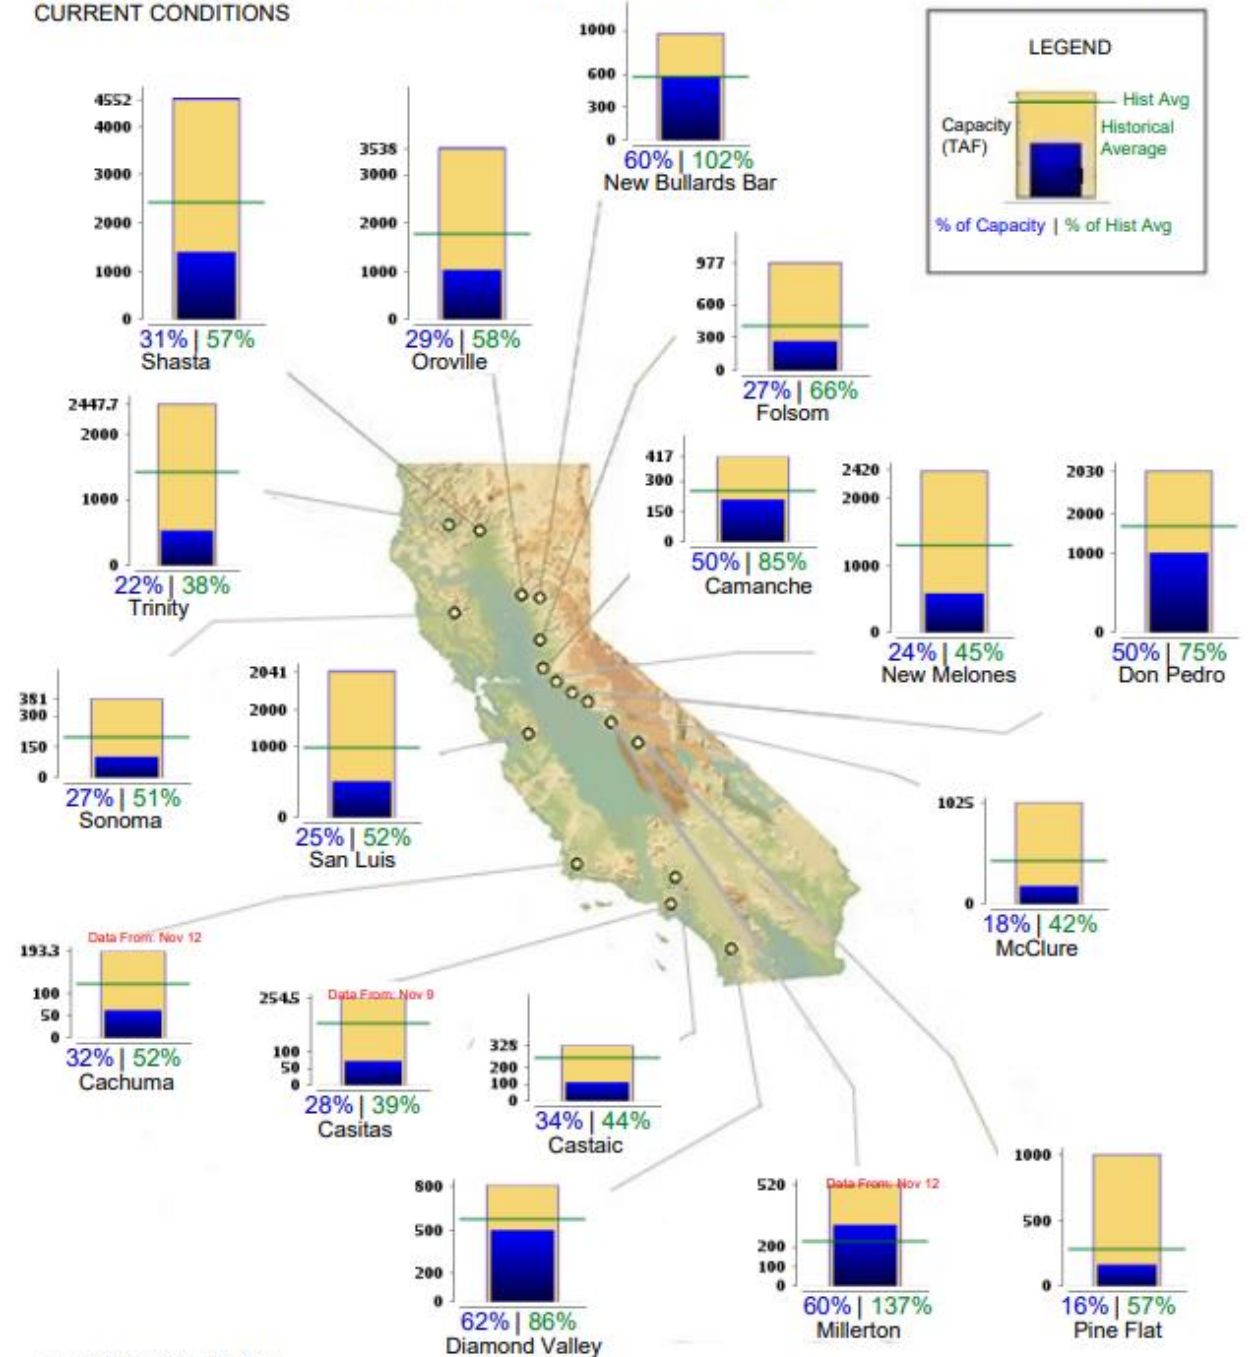 CURRENT CONDITIONS
1000
600
300
0
60% | 102%
New Bullards Bar
LEGEND
Hist Avg
Capacity
(TAF)
Historical
Average
% of Capacity | % of Hist Avg
4552
4000
3000
2000
1000
0
31% | 57%
Shasta
3538
3000
2000
1000
0
29% | 58%
Oroville
977
600
300
0
27% | 66%
Folsom
2447.7
2000
1000
0
22% | 38%
Trinity
417
300
150
0
50% | 85%
Camanche
2420
2000
1000
0
24% | 45%
New Melones
2030
2000
1000
0
50% | 75%
Don Pedro
381
300
150
0
27% | 51%
Sonoma
2041
2000
1000
0
25% | 52%
San Luis
1025
0
18% | 42%
McClure
Data From: Nov 12
193.3
100
50
0
32% | 52%
Cachuma
Data From: Nov 9
254.5
100
50
0
28% | 39%
Casitas
328
200
100
0
34% | 44%
Castaic
800
500
200
0
62% | 86%
Diamond Valley
Data From: Nov 12
520
200
100
0
60% | 137%
Millerton
1000
500
0
16% | 57%
Pine Flat